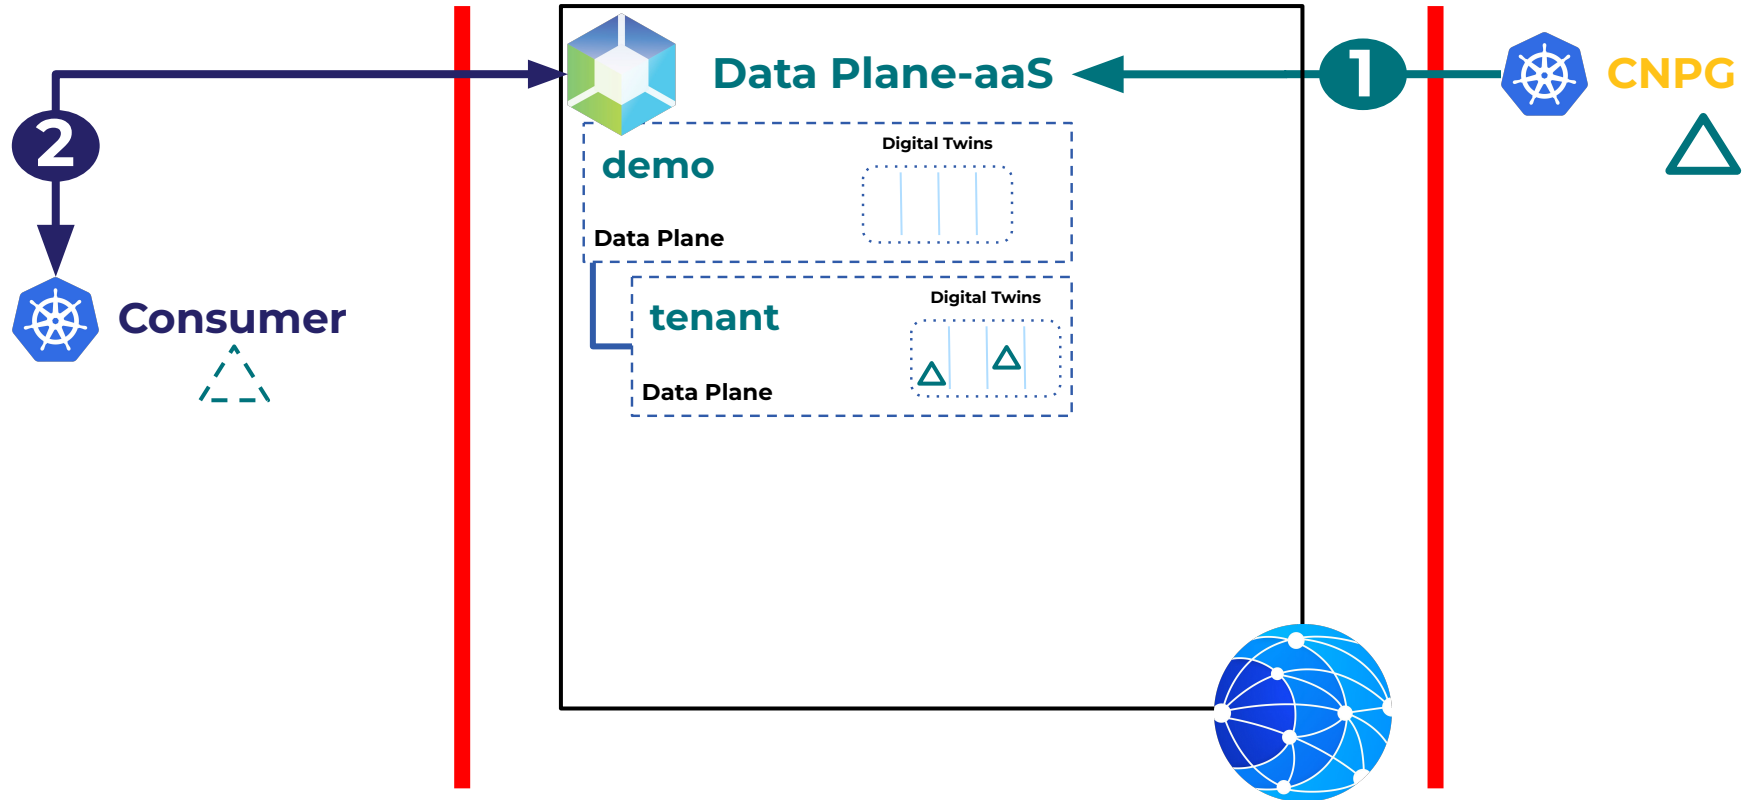 Data Plane-aaS
1
CNPG
2
demo
Digital Twins
Data Plane
Consumer
tenant
Digital Twins
Data Plane